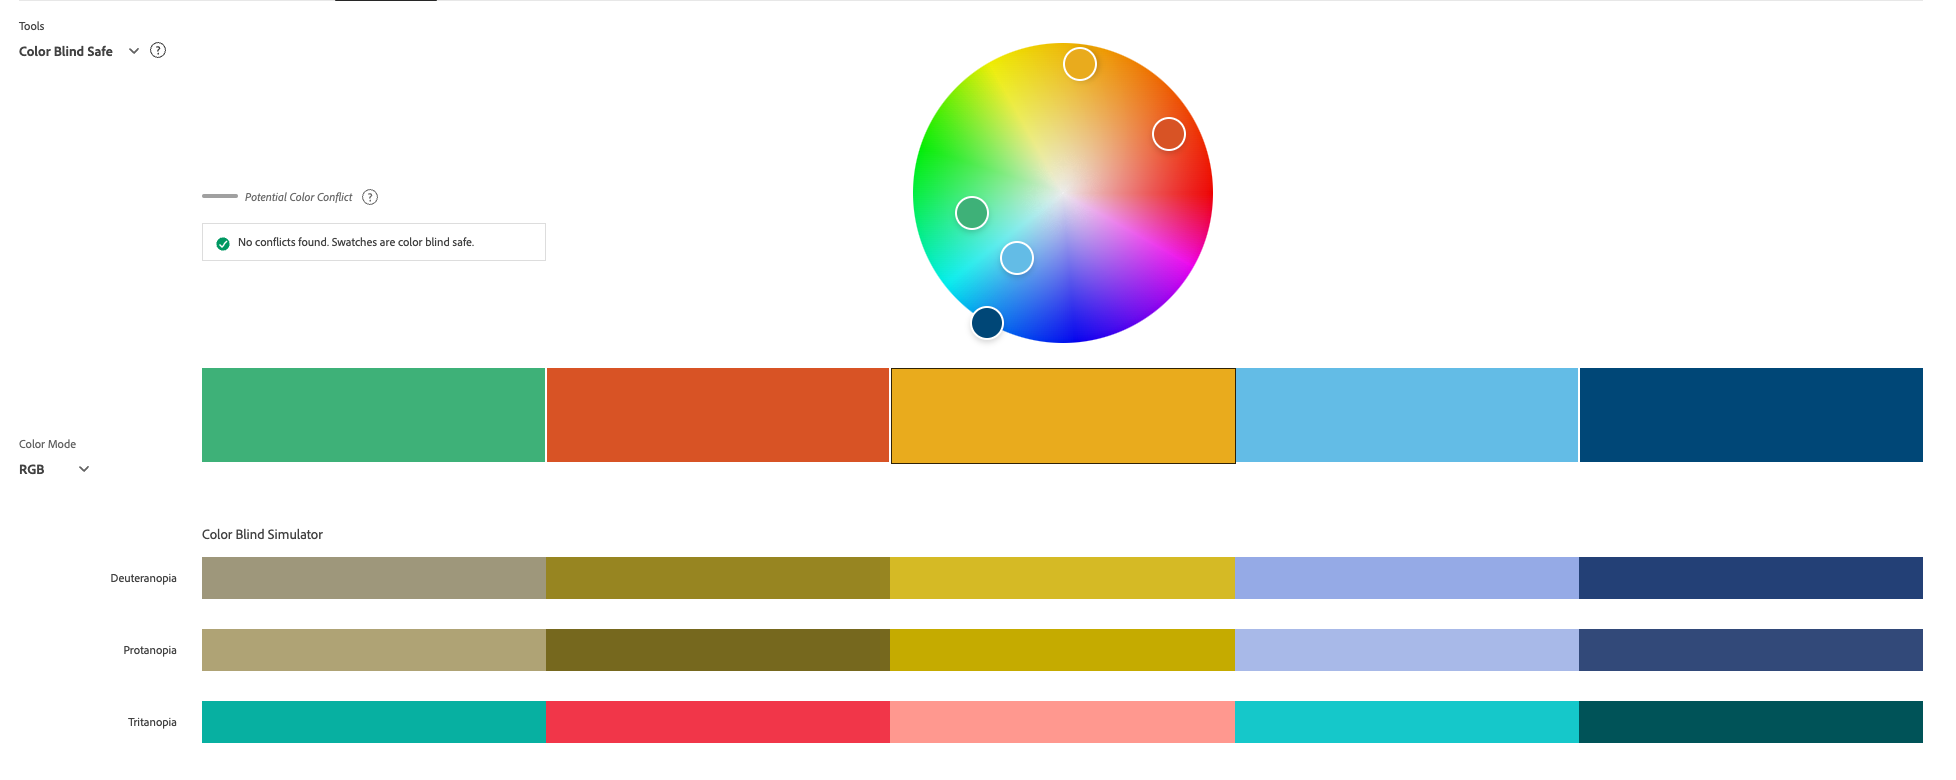 Tools
Color Blind Safe
?
Potential Color Conflict ?
No conflicts found. Swatches are color blind safe.
Color Mode
RGB
Color Blind Simulator
Deuteranopia
Protanopia
Tritanopia